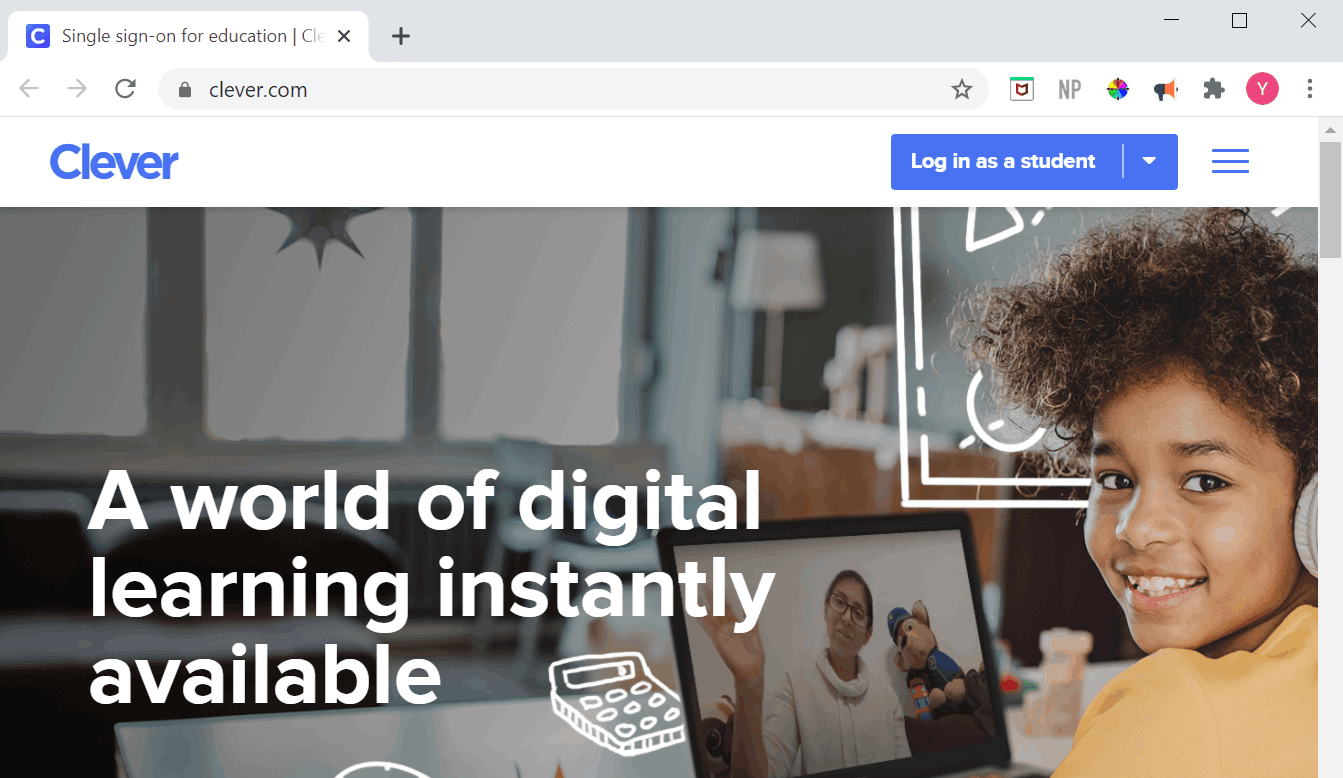 Single sign-on for education | Cle
clever.com
NP
Y
Clever
Log in as a student
A world of digital
learning instantly
available